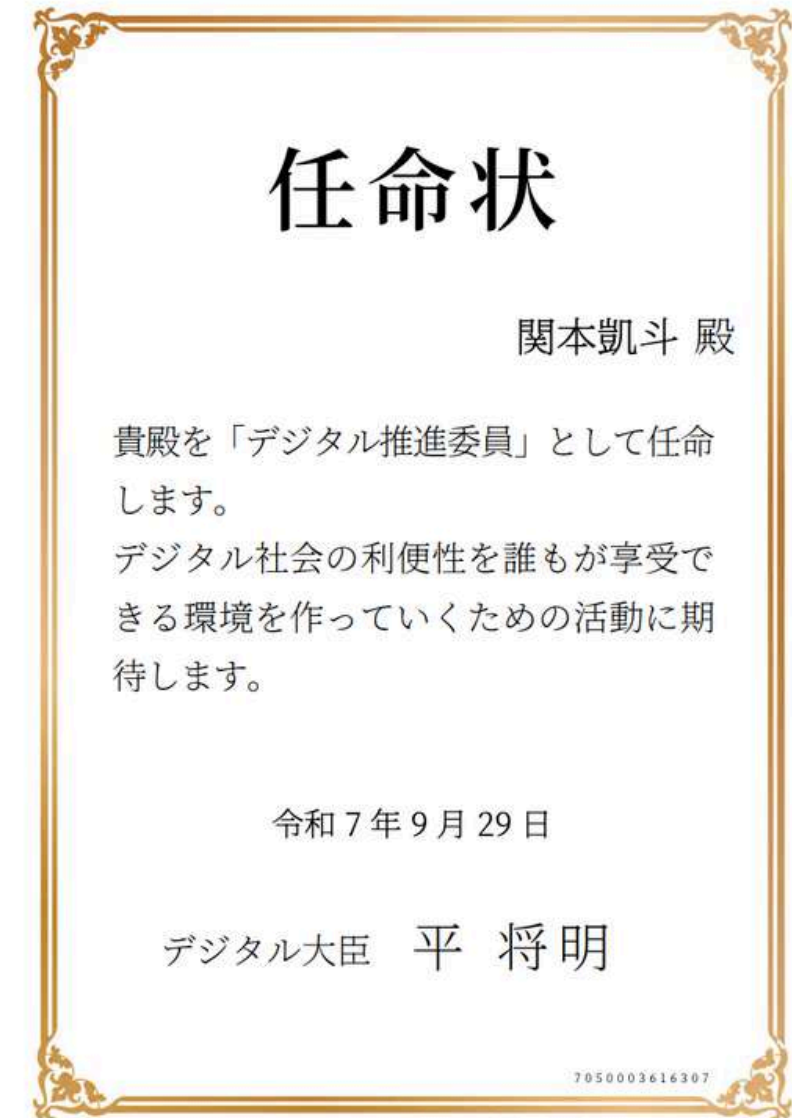 任命状
関本凱斗 殿
貴殿を「デジタル推進委員」として任命
します。
デジタル社会の利便性を誰もが享受で
きる環境を作っていくための活動に期
待します。
令和 7 年 9 月 29 日
デジタル大臣 平 将明
7050003616307